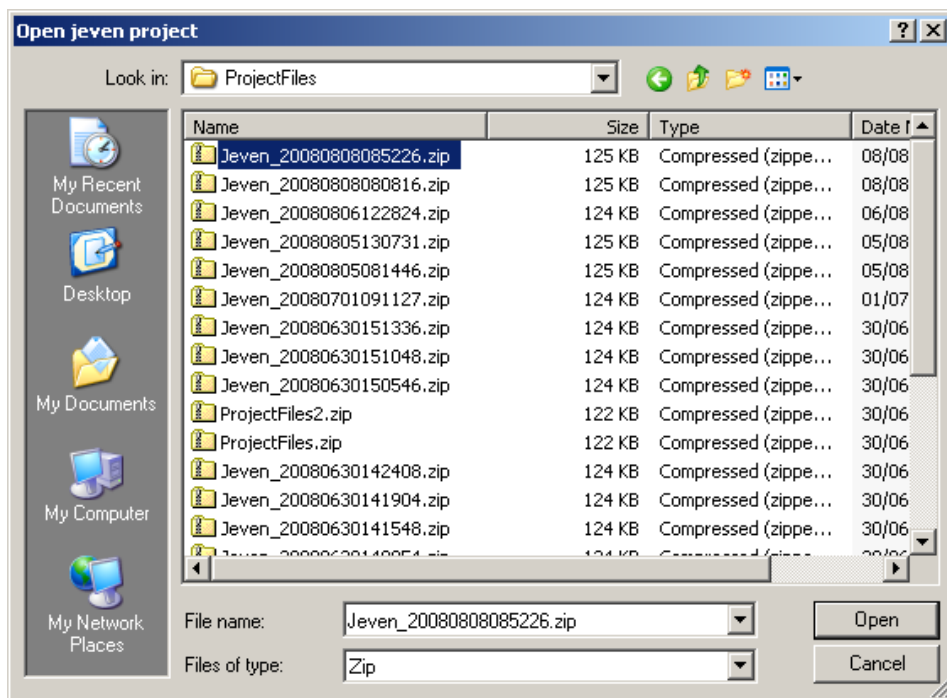 Open jeven project
Look in: ProjectFiles
My Recent
Documents
Desktop
My Documents
My Computer
My Network
Places
Name Size Type Date
Jeven_20080808085226.zip 125 KB Compressed (zippe... 08/08
Jeven_20080808080816.zip 125 KB Compressed (zippe... 08/08
Jeven_20080806122824.zip 124 KB Compressed (zippe... 06/08
Jeven_20080805130731.zip 125 KB Compressed (zippe... 05/08
Jeven_20080805081446.zip 125 KB Compressed (zippe... 05/08
Jeven_20080701091127.zip 124 KB Compressed (zippe... 01/07
Jeven_20080630151336.zip 124 KB Compressed (zippe... 30/06
Jeven_20080630151048.zip 124 KB Compressed (zippe... 30/06
Jeven_20080630150546.zip 124 KB Compressed (zippe... 30/06
ProjectFiles2.zip 122 KB Compressed (zippe... 30/06
ProjectFiles.zip 122 KB Compressed (zippe... 30/06
Jeven_20080630142408.zip 124 KB Compressed (zippe... 30/06
Jeven_20080630141904.zip 124 KB Compressed (zippe... 30/06
Jeven_20080630141548.zip 124 KB Compressed (zippe... 30/06
File name: Jeven_20080808085226.zip Open
Files of type: Zip Cancel